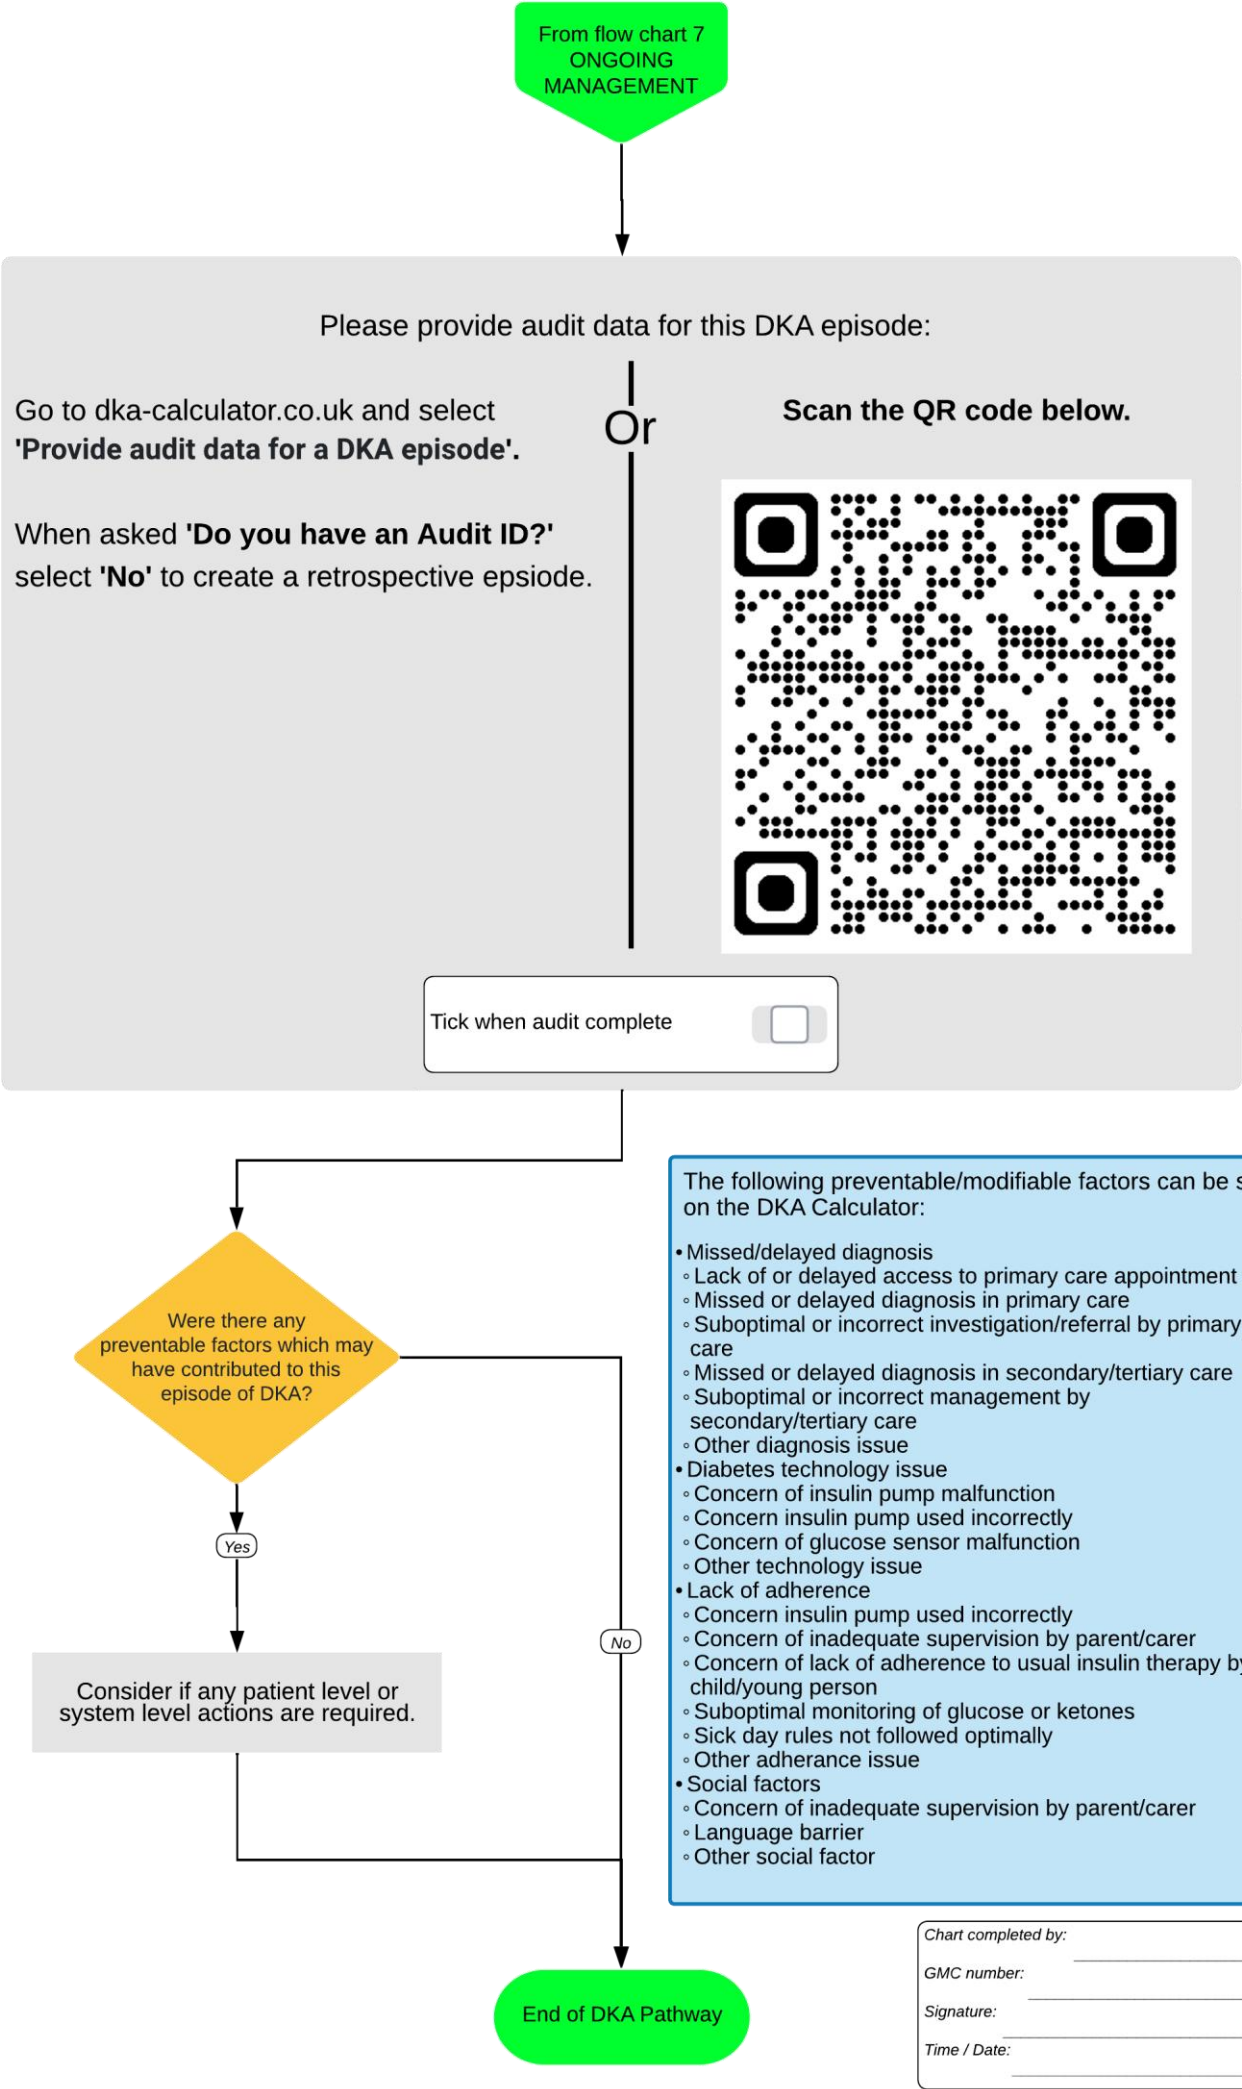 From flow chart 7
ONGOING
MANAGEMENT
Please provide audit data for this DKA episode:
Go to dka-calculator.co.uk and select
'Provide audit data for a DKA episode'.
When asked 'Do you have an Audit ID?'
select 'No' to create a retrospective epsiode.
Or
Scan the QR code below.
Tick when audit complete
Were there any
preventable factors which may
have contributed to this
episode of DKA?
Yes
No
Consider if any patient level or
system level actions are required.
The following preventable/modifiable factors can be
on the DKA Calculator:
• Missed/delayed diagnosis
◦ Lack of or delayed access to primary care appointment
◦ Missed or delayed diagnosis in primary care
◦ Suboptimal or incorrect investigation/referral by primary
care
◦ Missed or delayed diagnosis in secondary/tertiary care
◦ Suboptimal or incorrect management by
secondary/tertiary care
◦ Other diagnosis issue
• Diabetes technology issue
◦ Concern of insulin pump malfunction
◦ Concern insulin pump used incorrectly
◦ Concern of glucose sensor malfunction
◦ Other technology issue
• Lack of adherence
◦ Concern insulin pump used incorrectly
◦ Concern of inadequate supervision by parent/carer
◦ Concern of lack of adherence to usual insulin therapy by
child/young person
◦ Suboptimal monitoring of glucose or ketones
◦ Sick day rules not followed optimally
◦ Other adherance issue
• Social factors
◦ Concern of inadequate supervision by parent/carer
◦ Language barrier
◦ Other social factor
End of DKA Pathway
Chart completed by:
GMC number:
Signature:
Time / Date: